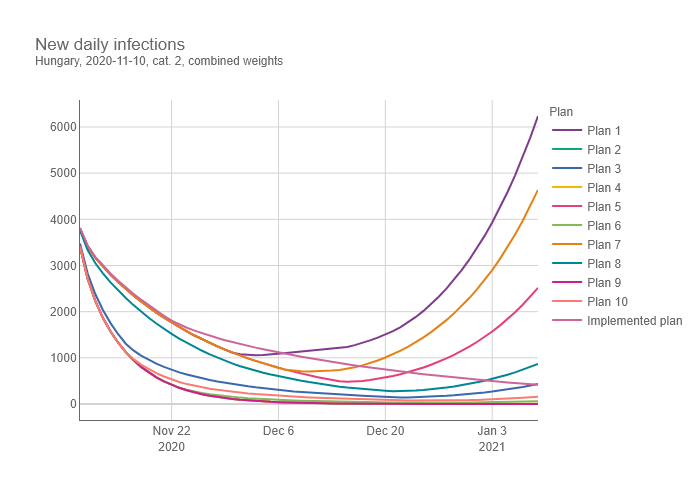 New daily infections
Hungary, 2020-11-10, cat. 2, combined weights
6000
5000
4000
3000
2000
1000
0
Nov 22
2020
Dec 6
Dec 20
Jan 3
2021
Plan
Plan 1
Plan 2
Plan 3
Plan 4
Plan 5
Plan 6
Plan 7
Plan 8
Plan 9
Plan 10
Implemented plan